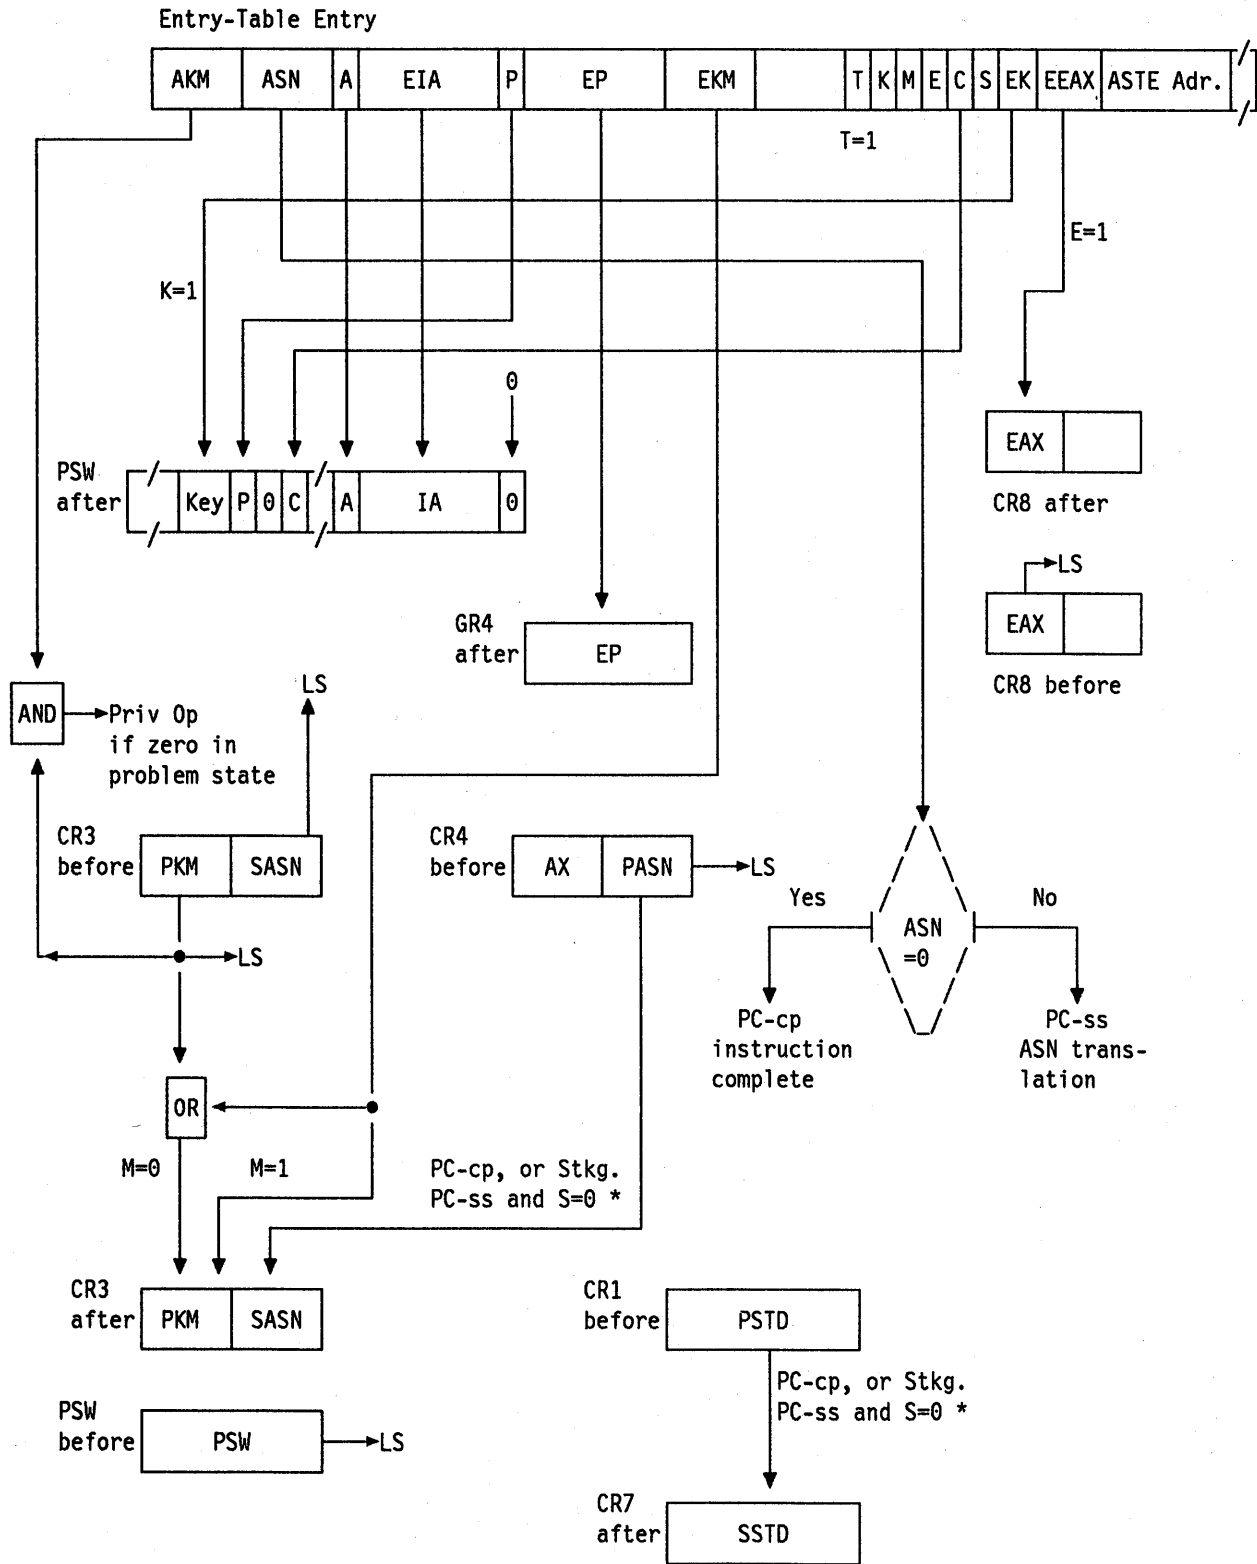 Entry-Table Entry
AKM ASN A EIA P EP EKM T K M E C S EK EEAX ASTE Adr.
T=1
E=1
K=1
0
PSW
after
Key P 0 C A IA 0
EAX
CR8 after
LS
EAX
CR8 before
GR4
after
EP
LS
AND
Priv Op
if zero in
problem state
CR3
before
PKM SASN
LS
CR4
before
AX PASN
LS
Yes
No
ASN
=0
PC-cp
instruction
complete
PC-ss
ASN trans-
lation
OR
M=0
M=1
PC-cp, or Stkg.
PC-ss and S=0 *
CR3
after
PKM SASN
CR1
before
PSTD
PC-cp, or Stkg.
PC-ss and S=0 *
PSW
before
PSW
LS
CR7
after
SSTD